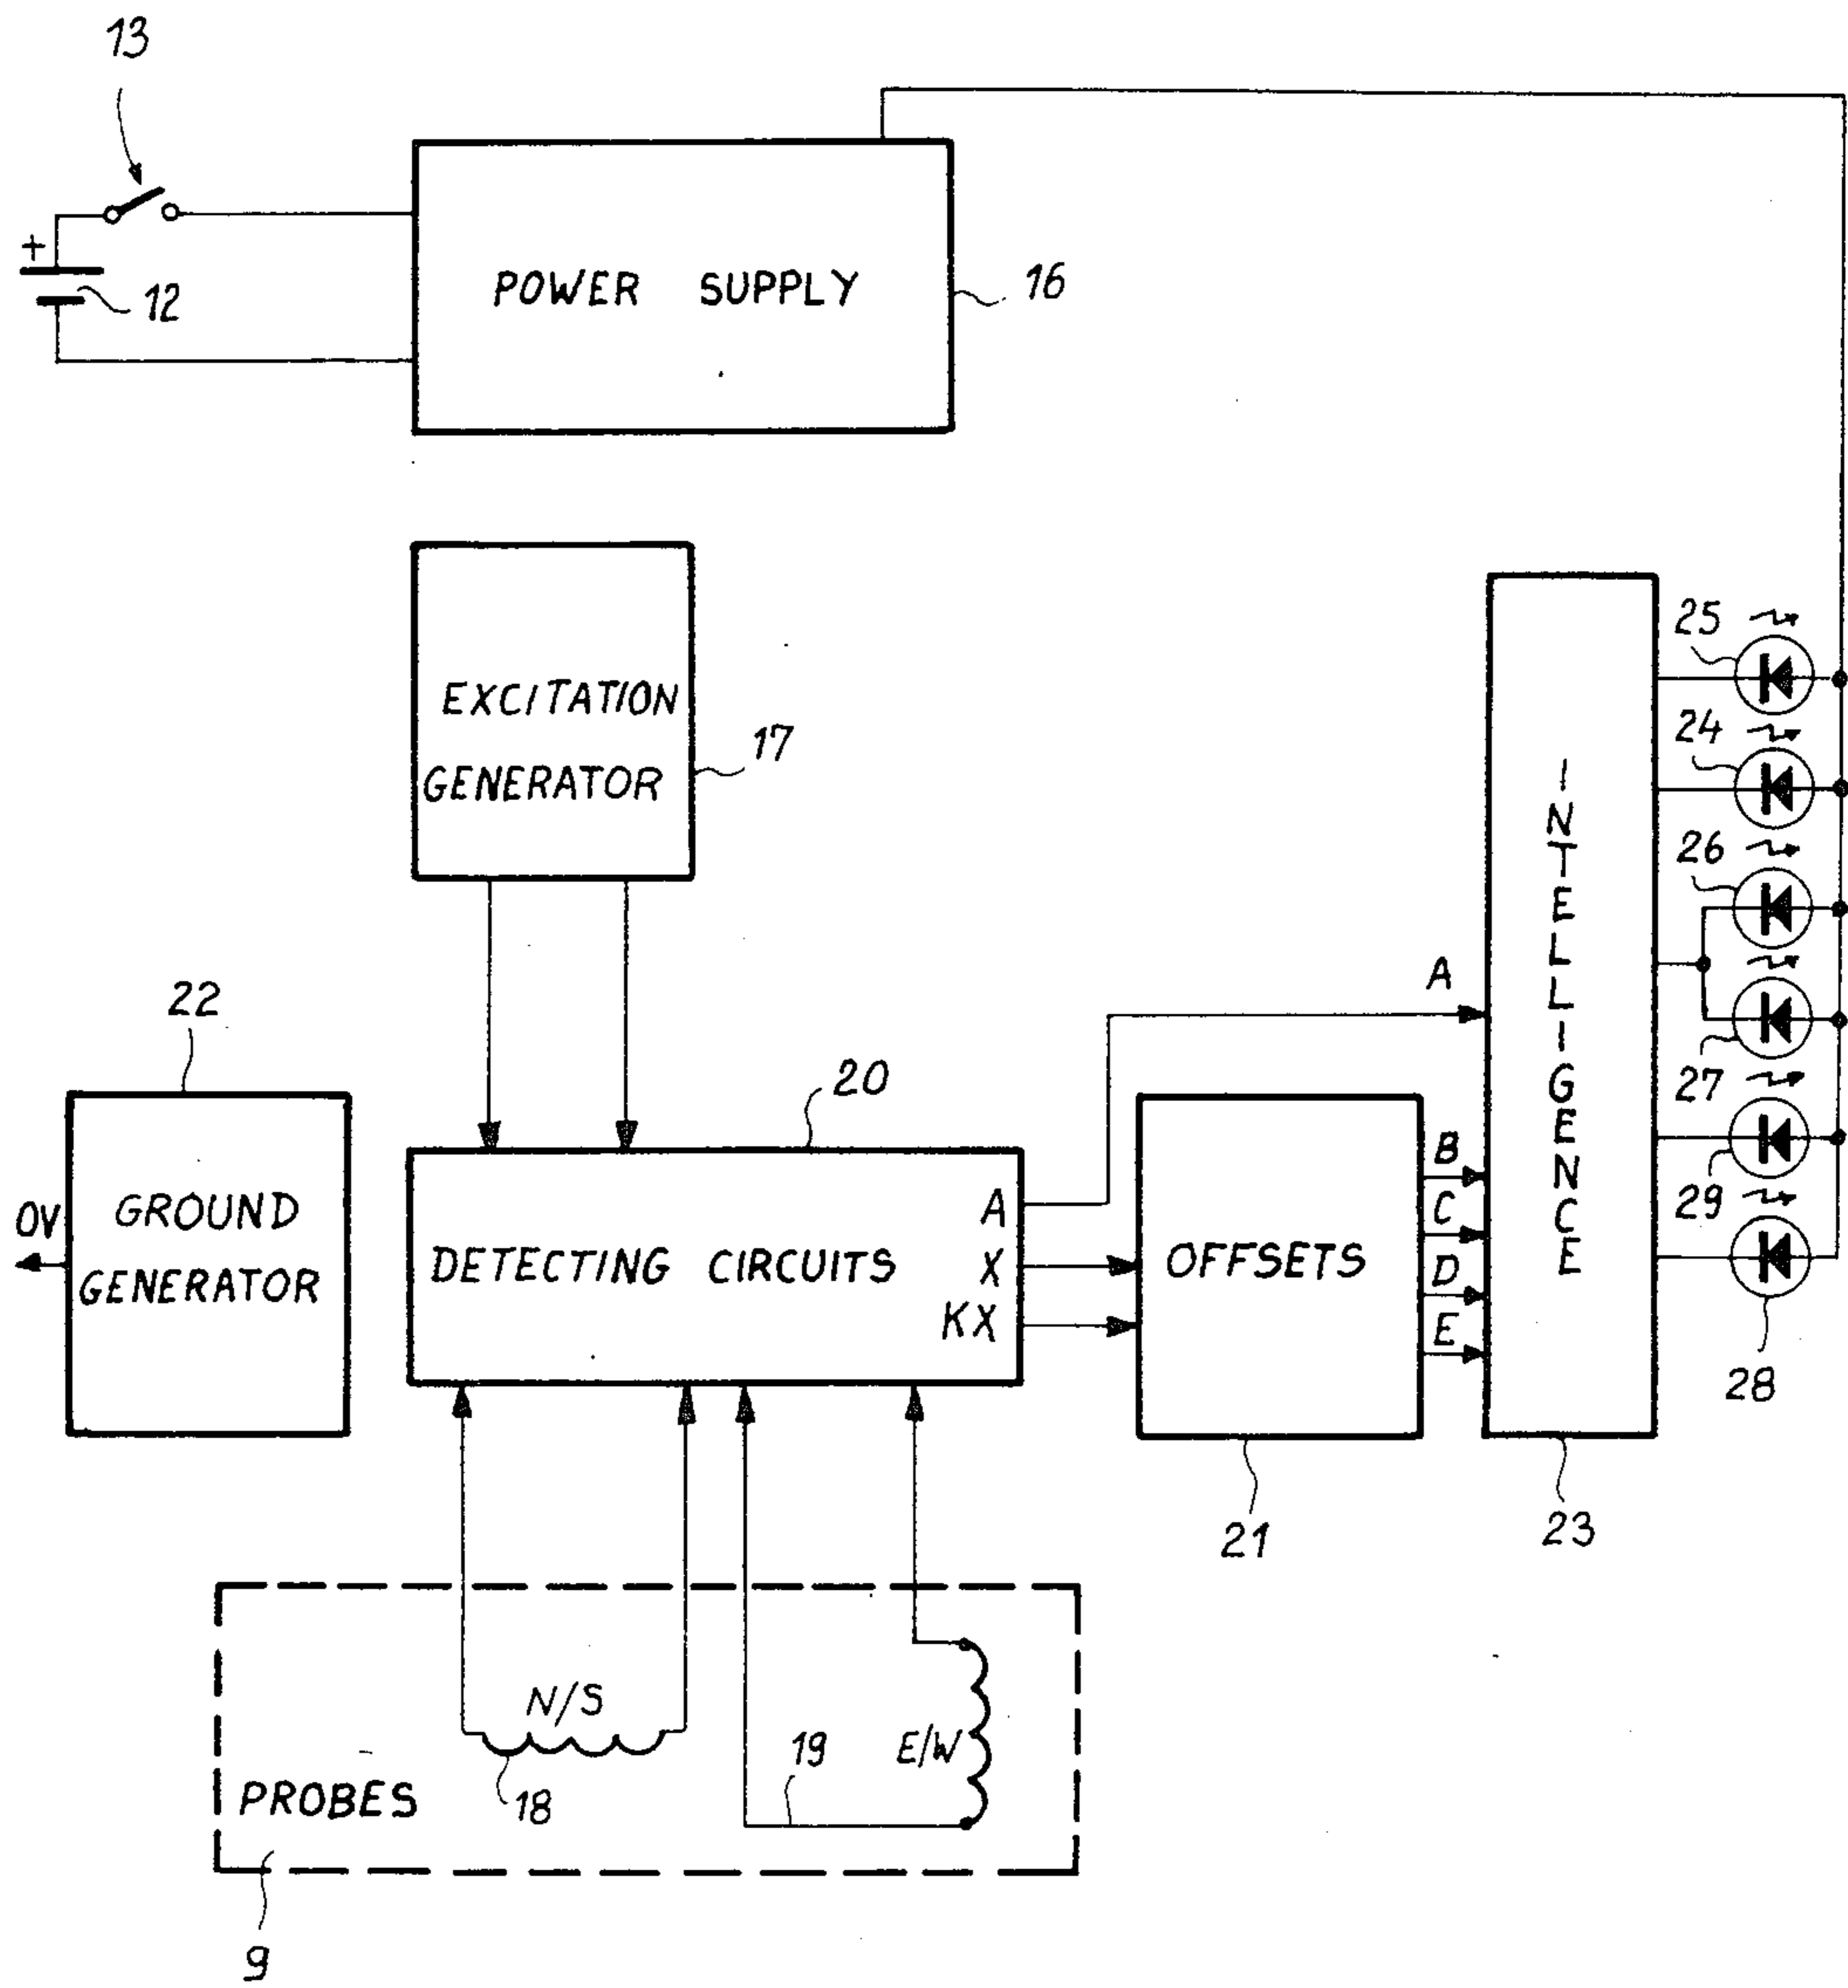 13
+
12
POWER SUPPLY
16
EXCITATION
GENERATOR
17
25
24
26
27
29
28
INTELLIGENCE
A
22
20
GROUND
GENERATOR
0V
DETECTING CIRCUITS
A
X
KX
OFFSETS
B
C
D
E
21
23
N/S
18
19
E/W
PROBES
9